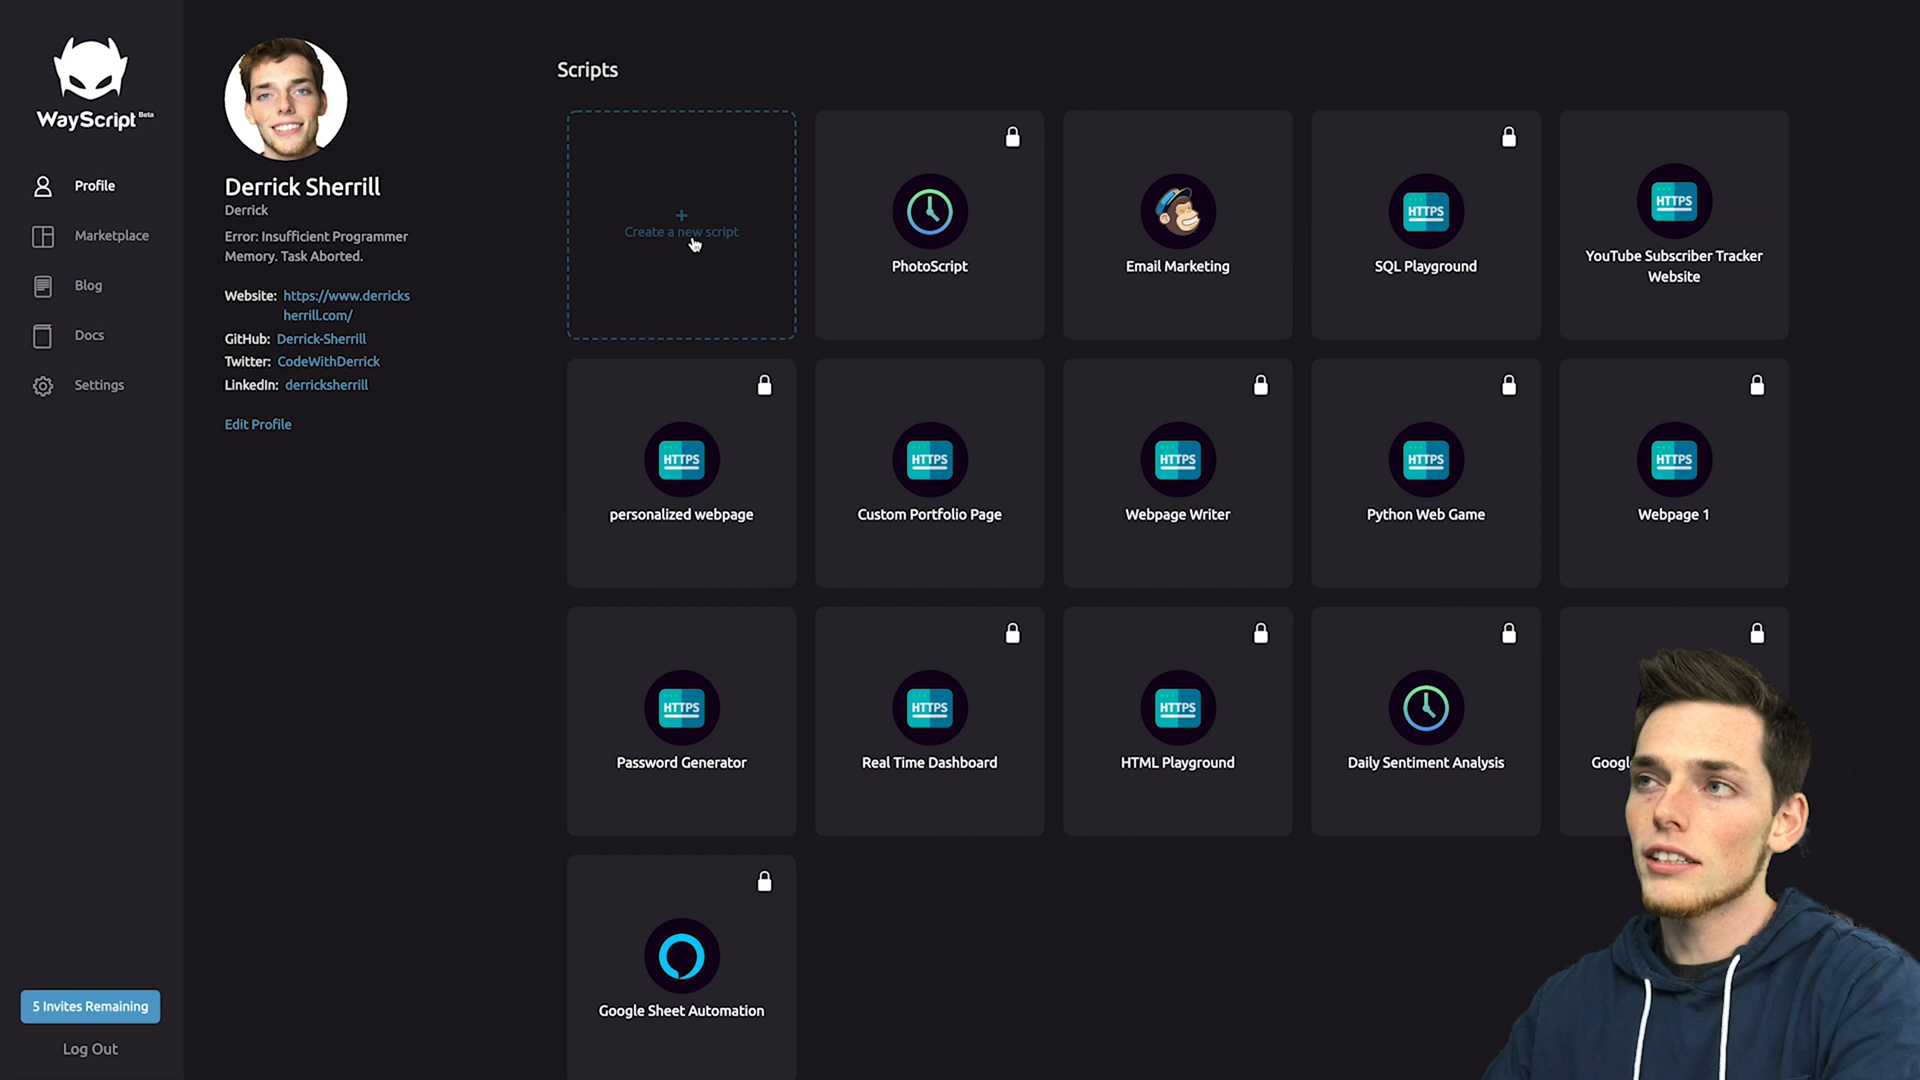 WayScript Beta
Profile
Marketplace
Blog
Docs
Settings
5 Invites Remaining
Log Out
Derrick Sherrill
Derrick
Error: Insufficient Programmer
Memory. Task Aborted.
Website: https://www.derricks
herrill.com/
GitHub: Derrick-Sherrill
Twitter: CodeWithDerrick
LinkedIn: derricksherrill
Edit Profile
Scripts
+
Create a new script
PhotoScript
Email Marketing
HTTPS
SQL Playground
HTTPS
YouTube Subscriber Tracker
Website
HTTPS
personalized webpage
HTTPS
Custom Portfolio Page
HTTPS
Webpage Writer
HTTPS
Python Web Game
HTTPS
Webpage 1
HTTPS
Password Generator
HTTPS
Real Time Dashboard
HTTPS
HTML Playground
Daily Sentiment Analysis
Google Sheet Automation